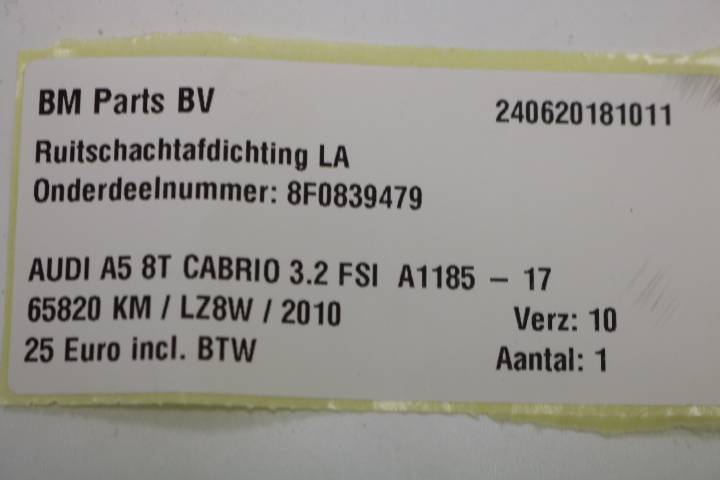 BM Parts BV 240620181011
Ruitschachtafdichting LA
Onderdeelnummer: 8F0839479
AUDI A5 8T CABRIO 3.2 FSI A1185 – 17
65820 KM / LZ8W / 2010 Verz: 10
25 Euro incl. BTW Aantal: 1